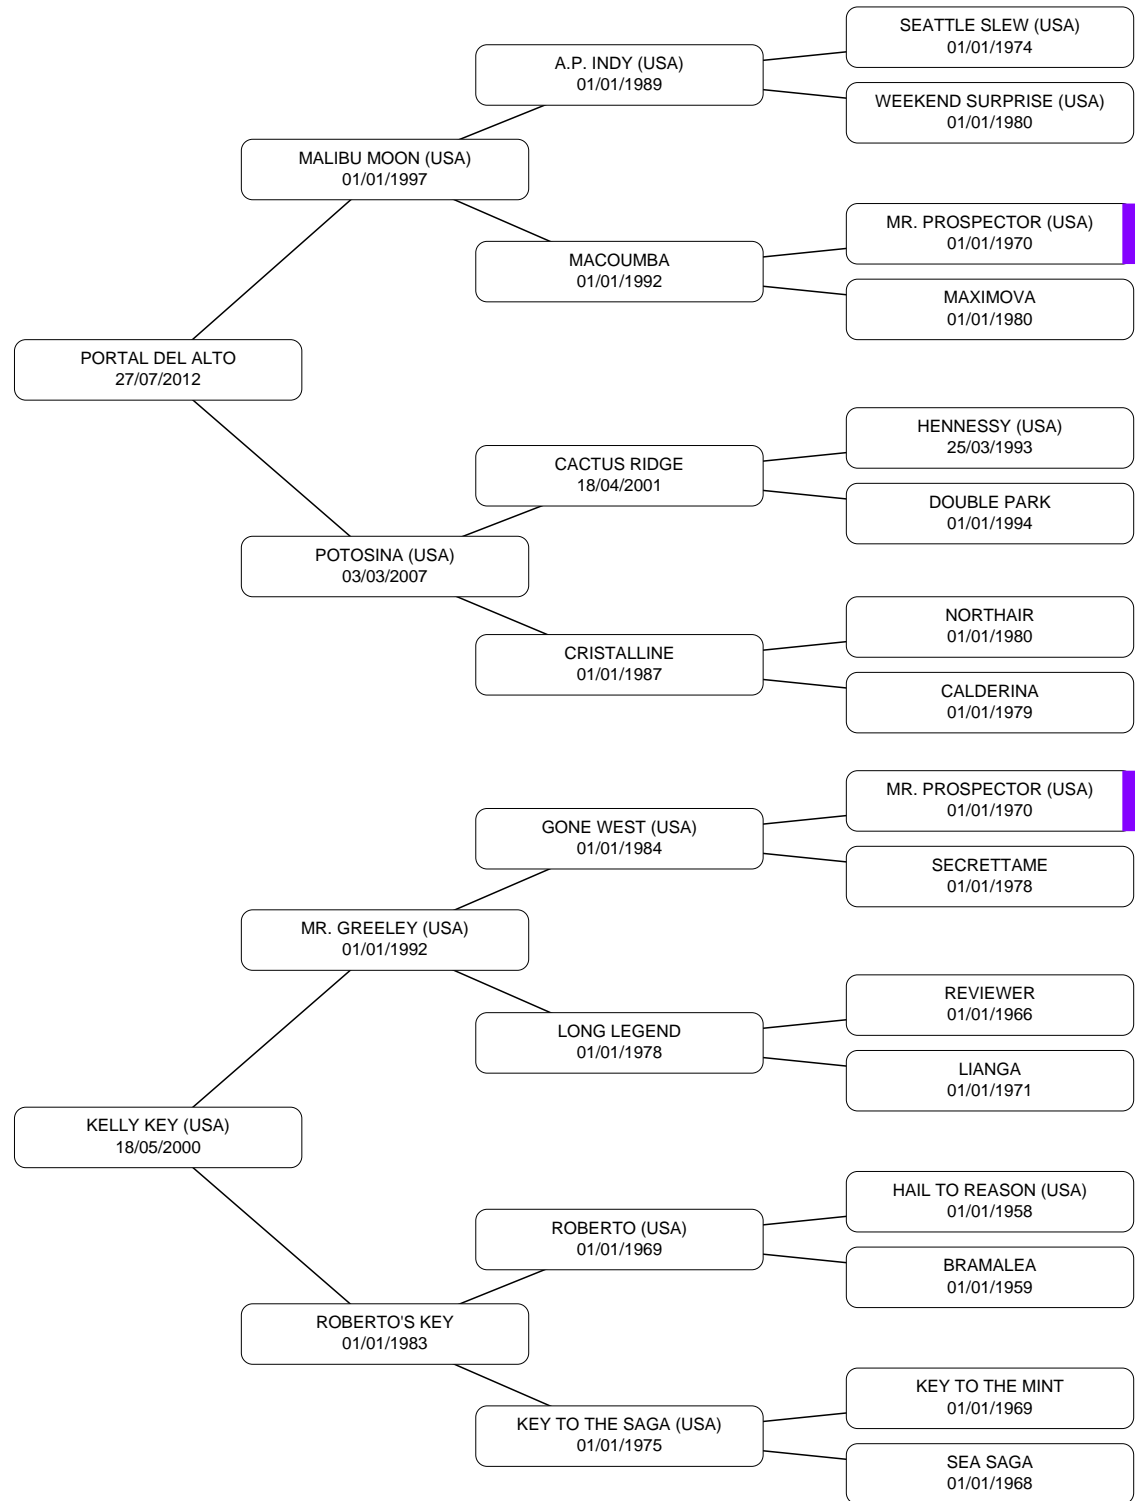 SEATTLE SLEW (USA)
01/01/1974
A.P. INDY (USA)
01/01/1989
WEEKEND SURPRISE (USA)
01/01/1980
MALIBU MOON (USA)
01/01/1997
MR. PROSPECTOR (USA)
01/01/1970
MACOUMBA
01/01/1992
MAXIMOVA
01/01/1980
PORTAL DEL ALTO
27/07/2012
HENNESSY (USA)
25/03/1993
CACTUS RIDGE
18/04/2001
DOUBLE PARK
01/01/1994
POTOSINA (USA)
03/03/2007
NORTHAIR
01/01/1980
CRISTALLINE
01/01/1987
CALDERINA
01/01/1979
MR. PROSPECTOR (USA)
01/01/1970
GONE WEST (USA)
01/01/1984
SECRETTAME
01/01/1978
MR. GREELEY (USA)
01/01/1992
REVIEWER
01/01/1966
LONG LEGEND
01/01/1978
LIANGA
01/01/1971
KELLY KEY (USA)
18/05/2000
HAIL TO REASON (USA)
01/01/1958
ROBERTO (USA)
01/01/1969
BRAMALEA
01/01/1959
ROBERTO'S KEY
01/01/1983
KEY TO THE MINT
01/01/1969
KEY TO THE SAGA (USA)
01/01/1975
SEA SAGA
01/01/1968